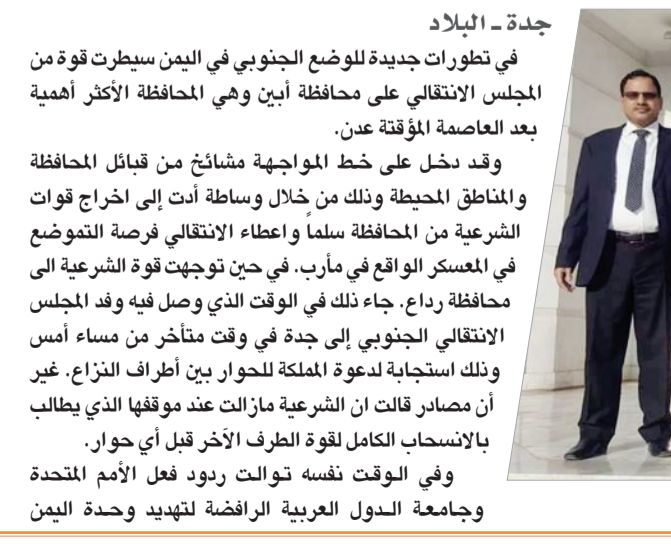 جدة ـ البلاد
في تطورات جديدة للوضع الجنوبي في اليمن سيطرت قوة من
المجلس الانتقالي على محافظة أبين وهي المحافظة الأكثر أهمية
بعد العاصمة المؤقتة عدن.
وقد دخل على خط المواجهة مشائخ من قبائل المحافظة
والمناطق المحيطة وذلك من خلال وساطة أدت إلى اخراج قوات
الشرعية من المحافظة سلماً واعطاء الانتقالي فرصة التموضع
في المعسكر الواقع في مأرب. في حين توجهت قوة الشرعية الى
محافظة رداع. جاء ذلك في الوقت الذي وصل فيه وفد المجلس
الانتقالي الجنوبي إلى جدة في وقت متأخر من مساء أمس
وذلك استجابة لدعوة المملكة للحوار بين أطراف النزاع. غير
أن مصادر قالت ان الشرعية مازالت عند موقفها الذي يطالب
بالانسحاب الكامل لقوة الطرف الآخر قبل أي حوار.
وفي الوقت نفسه توالت ردود فعل الأمم المتحدة
وجامعة الدول العربية الرافضة لتهديد وحدة اليمن